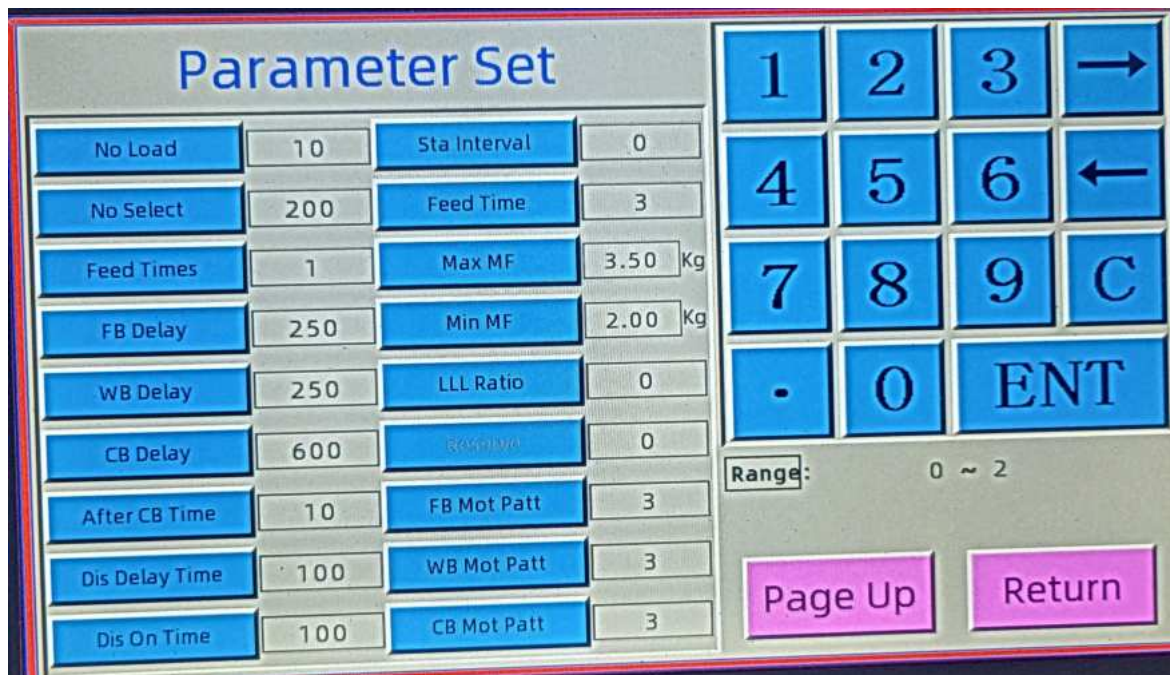 Parameter Set
No Load 10 Sta Interval 0
No Select 200 Feed Time 3
Feed Times 1 Max MF 3.50 Kg
FB Delay 250 Min MF 2.00 Kg
WB Delay 250 LLL Ratio 0
CB Delay 600 0
After CB Time 10 FB Mot Patt 3
Dis Delay Time 100 WB Mot Patt 3
Dis On Time 100 CB Mot Patt 3
1 2 3 →
4 5 6 ←
7 8 9 C
. 0 ENT
Range: 0 ~ 2
Page Up Return